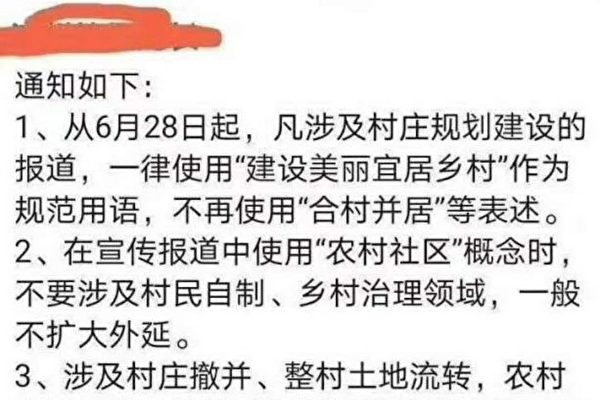 通知如下：
1、从6月28日起，凡涉及村庄规划建设的
报道，一律使用“建设美丽宜居乡村”作为
规范用语，不再使用“合村并居”等表述。
2、在宣传报道中使用“农村社区”概念时，
不要涉及村民自制、乡村治理领域，一般
不扩大外延。
3、涉及村庄撤并、整村土地流转，农村